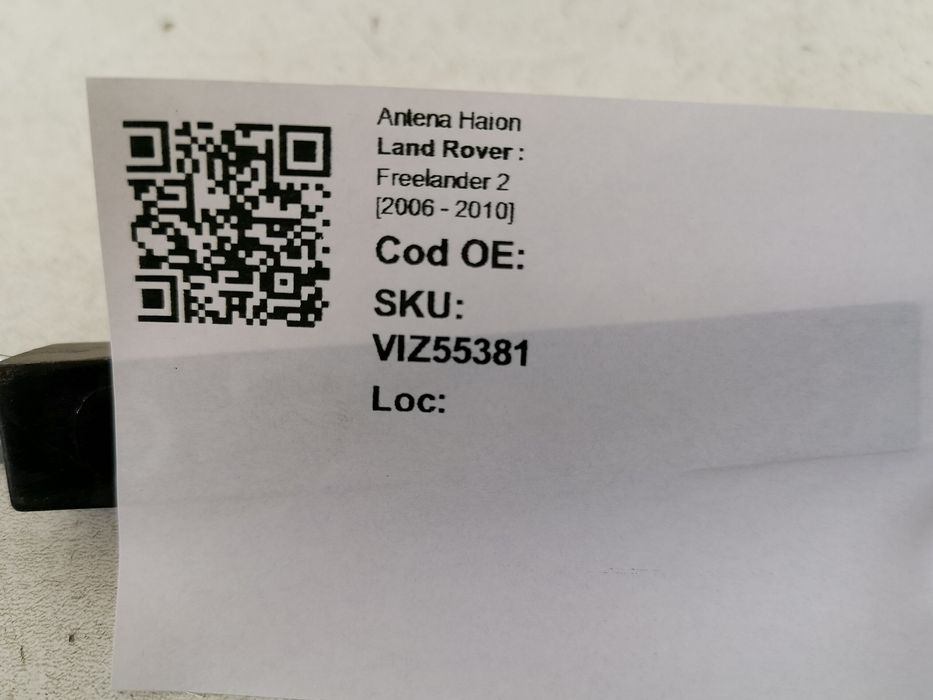 Antena Haion
Land Rover :
Freelander 2
[2006 - 2010]
Cod OE:
SKU:
VIZ55381
Loc: